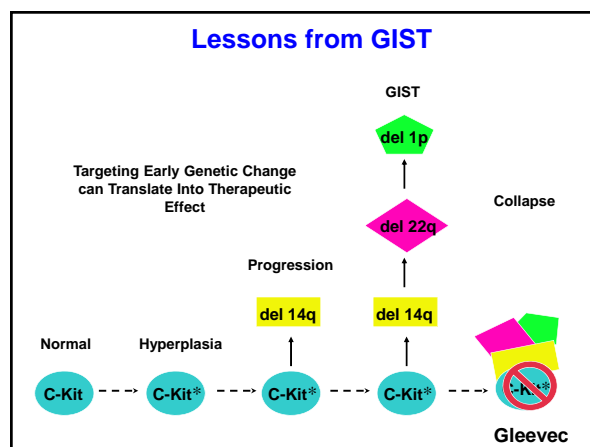 Lessons from GIST
GIST
del 1p
Targeting Early Genetic Change
can Translate Into Therapeutic
Effect
Collapse
del 22q
Progression
del 14q
del 14q
Normal
Hyperplasia
C-Kit
C-Kit*
C-Kit*
C-Kit*
C-Kit*
Gleevec